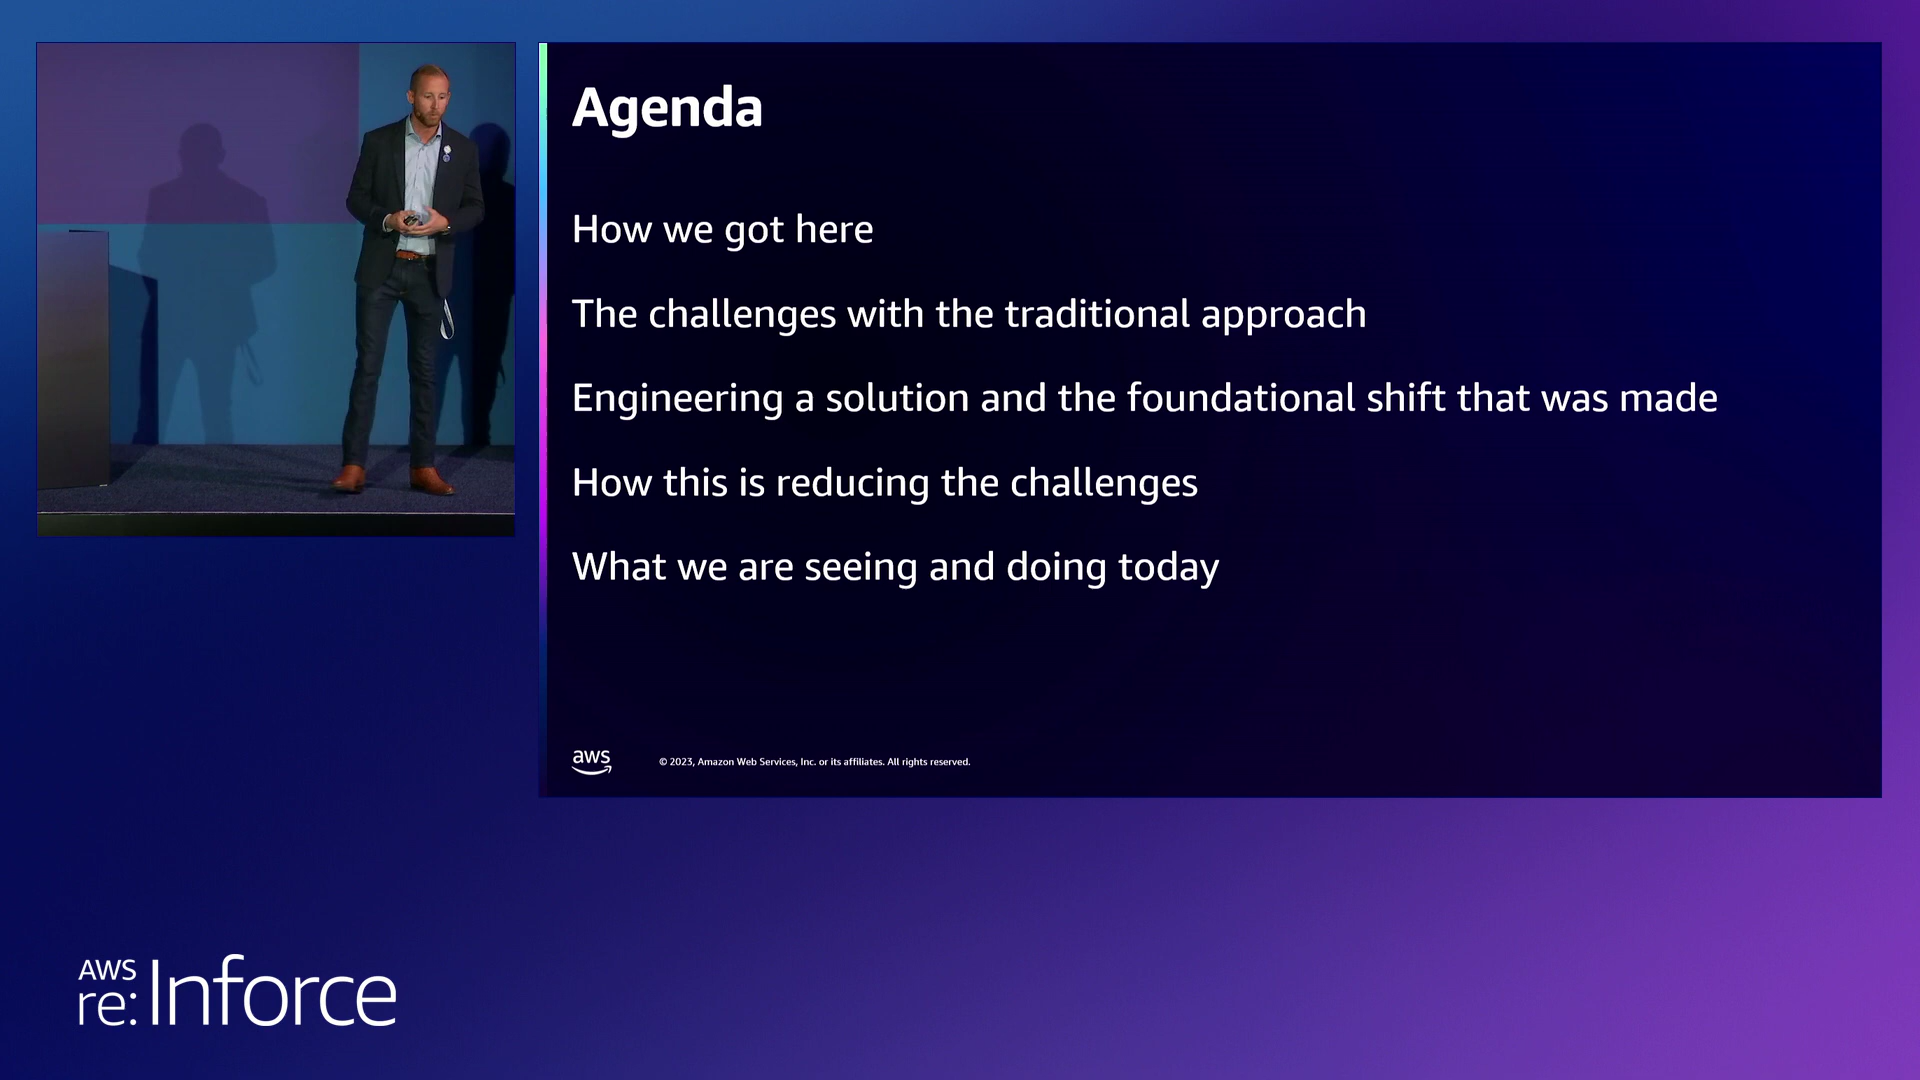 Agenda
How we got here
The challenges with the traditional approach
Engineering a solution and the foundational shift that was made
How this is reducing the challenges
What we are seeing and doing today
aws
© 2023, Amazon Web Services, Inc. or its affiliates. All rights reserved.
AWS
re:Inforce